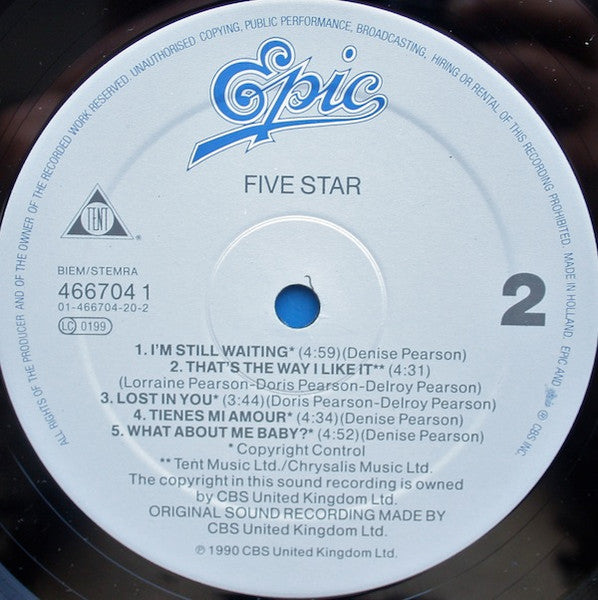 ALL RIGHTS OF THE PRODUCER AND OF THE OWNER OF THE RECORDED WORK RESERVED. UNAUTHORISED COPYING, PUBLIC PERFORMANCE, BROADCASTING, HIRING OR RENTAL OF THIS RECORDING PROHIBITED. MADE IN HOLLAND. EPIC AND ℗ CBS INC.
Epic
FIVE STAR
TENT
BIEM/STEMRA
466704 1
01-466704-20-2
LC 0199
2
1. I'M STILL WAITING* (4:59)(Denise Pearson)
2. THAT'S THE WAY I LIKE IT** (4:31)
(Lorraine Pearson-Doris Pearson-Delroy Pearson)
3. LOST IN YOU* (3:44)(Doris Pearson-Delroy Pearson)
4. TIENES MI AMOUR* (4:34)(Denise Pearson)
5. WHAT ABOUT ME BABY?* (4:52)(Denise Pearson)
* Copyright Control
** Tent Music Ltd./Chrysalis Music Ltd.
The copyright in this sound recording is owned
by CBS United Kingdom Ltd.
ORIGINAL SOUND RECORDING MADE BY
CBS United Kingdom Ltd.
℗ 1990 CBS United Kingdom Ltd.